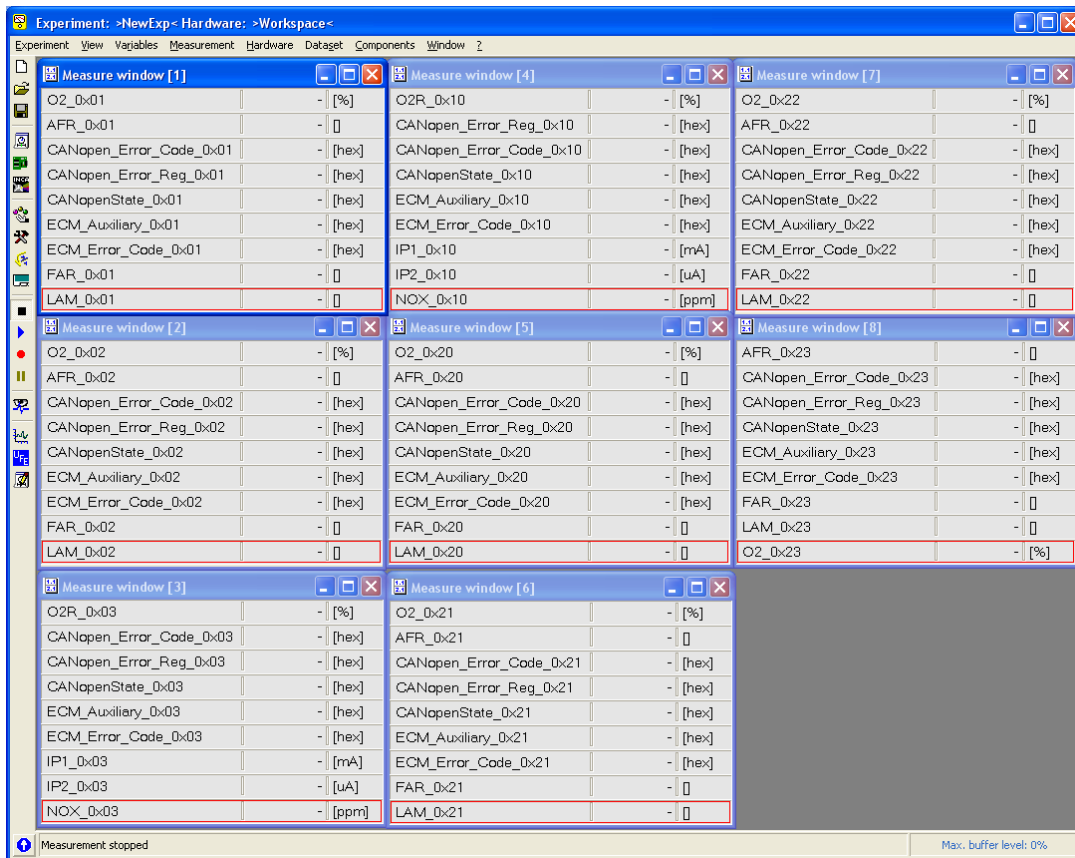 Experiment: >NewExp< Hardware: >Workspace<
Experiment View Variables Measurement Hardware Dataset Components Window ?
Measure window [1]
O2_0x01 - [%]
AFR_0x01 - []
CANopen_Error_Code_0x01 - [hex]
CANopen_Error_Reg_0x01 - [hex]
CANopenState_0x01 - [hex]
ECM_Auxiliary_0x01 - [hex]
ECM_Error_Code_0x01 - [hex]
FAR_0x01 - []
LAM_0x01 - []
Measure window [4]
O2R_0x10 - [%]
CANopen_Error_Reg_0x10 - [hex]
CANopen_Error_Code_0x10 - [hex]
CANopenState_0x10 - [hex]
ECM_Auxiliary_0x10 - [hex]
ECM_Error_Code_0x10 - [hex]
IP1_0x10 - [mA]
IP2_0x10 - [uA]
NOX_0x10 - [ppm]
Measure window [7]
O2_0x22 - [%]
AFR_0x22 - []
CANopen_Error_Code_0x22 - [hex]
CANopen_Error_Reg_0x22 - [hex]
CANopenState_0x22 - [hex]
ECM_Auxiliary_0x22 - [hex]
ECM_Error_Code_0x22 - [hex]
FAR_0x22 - []
LAM_0x22 - []
Measure window [2]
O2_0x02 - [%]
AFR_0x02 - []
CANopen_Error_Code_0x02 - [hex]
CANopen_Error_Reg_0x02 - [hex]
CANopenState_0x02 - [hex]
ECM_Auxiliary_0x02 - [hex]
ECM_Error_Code_0x02 - [hex]
FAR_0x02 - []
LAM_0x02 - []
Measure window [5]
O2_0x20 - [%]
AFR_0x20 - []
CANopen_Error_Code_0x20 - [hex]
CANopen_Error_Reg_0x20 - [hex]
CANopenState_0x20 - [hex]
ECM_Auxiliary_0x20 - [hex]
ECM_Error_Code_0x20 - [hex]
FAR_0x20 - []
LAM_0x20 - []
Measure window [8]
AFR_0x23 - []
CANopen_Error_Code_0x23 - [hex]
CANopen_Error_Reg_0x23 - [hex]
CANopenState_0x23 - [hex]
ECM_Auxiliary_0x23 - [hex]
ECM_Error_Code_0x23 - [hex]
FAR_0x23 - []
LAM_0x23 - []
O2_0x23 - [%]
Measure window [3]
O2R_0x03 - [%]
CANopen_Error_Code_0x03 - [hex]
CANopen_Error_Reg_0x03 - [hex]
CANopenState_0x03 - [hex]
ECM_Auxiliary_0x03 - [hex]
ECM_Error_Code_0x03 - [hex]
IP1_0x03 - [mA]
IP2_0x03 - [uA]
NOX_0x03 - [ppm]
Measure window [6]
O2_0x21 - [%]
AFR_0x21 - []
CANopen_Error_Code_0x21 - [hex]
CANopen_Error_Reg_0x21 - [hex]
CANopenState_0x21 - [hex]
ECM_Auxiliary_0x21 - [hex]
ECM_Error_Code_0x21 - [hex]
FAR_0x21 - []
LAM_0x21 - []
INCA
UFE
Measurement stopped
Max. buffer level: 0%